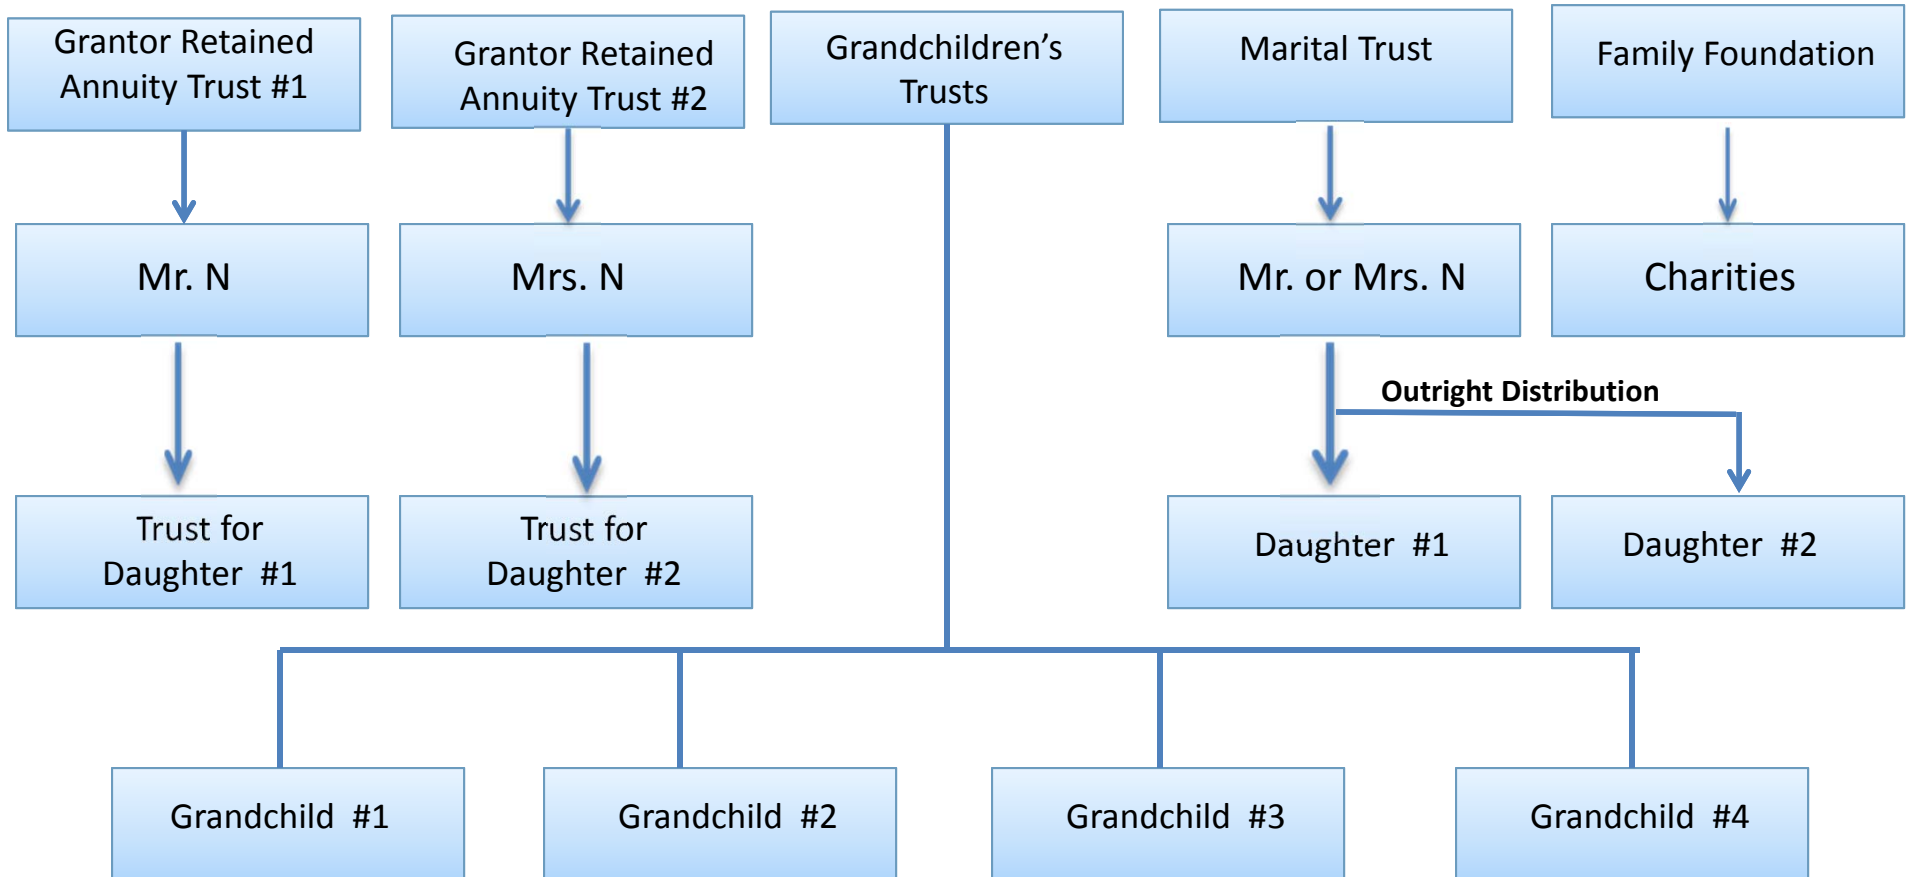 Grantor Retained
Annuity Trust #1
Grantor Retained
Annuity Trust #2
Grandchildren’s
Trusts
Marital Trust
Family Foundation
Mr. N
Mrs. N
Mr. or Mrs. N
Charities
Outright Distribution
Trust for
Daughter #1
Trust for
Daughter #2
Daughter #1
Daughter #2
Grandchild #1
Grandchild #2
Grandchild #3
Grandchild #4